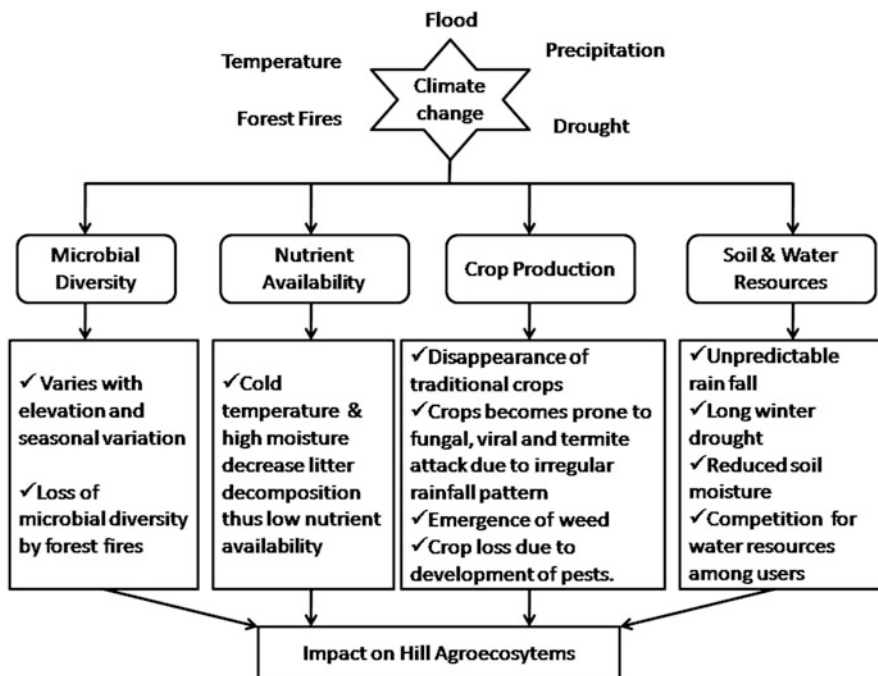 Flood
Temperature
Precipitation
Climate
change
Forest Fires
Drought
Microbial
Diversity
Nutrient
Availability
Crop Production
Soil & Water
Resources
✓Varies with
elevation and
seasonal variation
✓Loss of
microbial diversity
by forest fires
✓Cold
temperature &
high moisture
decrease litter
decomposition
thus low nutrient
availability
✓Disappearance of
traditional crops
✓Crops becomes prone to
fungal, viral and termite
attack due to irregular
rainfall pattern
✓Emergence of weed
✓Crop loss due to
development of pests.
✓Unpredictable
rain fall
✓Long winter
drought
✓Reduced soil
moisture
✓Competition for
water resources
among users
Impact on Hill Agroecosytems